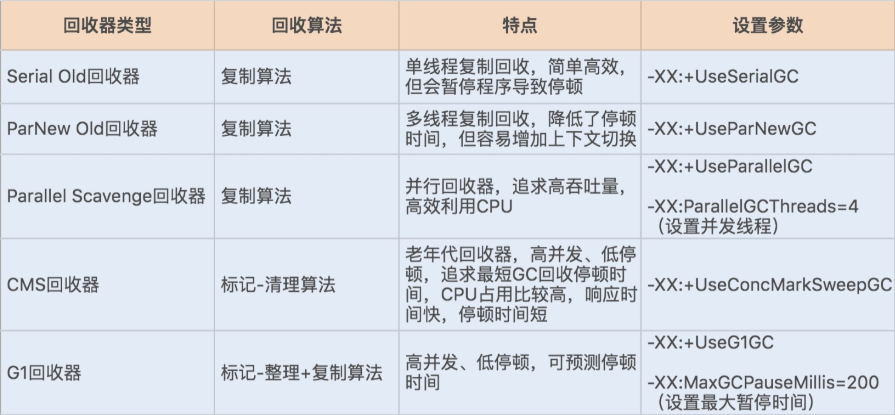 回收器类型 回收算法 特点 设置参数
Serial Old回收器 复制算法 单线程复制回收，简单高效，
但会暂停程序导致停顿 -XX:+UseSerialGC
ParNew Old回收器 复制算法 多线程复制回收，降低了停顿
时间，但容易增加上下文切换 -XX:+UseParNewGC
Parallel Scavenge回收器 复制算法 并行回收器，追求高吞吐量，
高效利用CPU -XX:+UseParallelGC
-XX:ParallelGCThreads=4
（设置并发线程）
CMS回收器 标记-清理算法 老年代回收器，高并发、低停
顿，追求最短GC回收停顿时
间，CPU占用比较高，响应时
间快，停顿时间短 -XX:+UseConcMarkSweepGC
G1回收器 标记-整理+复制算法 高并发、低停顿，可预测停顿
时间 -XX:+UseG1GC
-XX:MaxGCPauseMillis=200
（设置最大暂停时间）